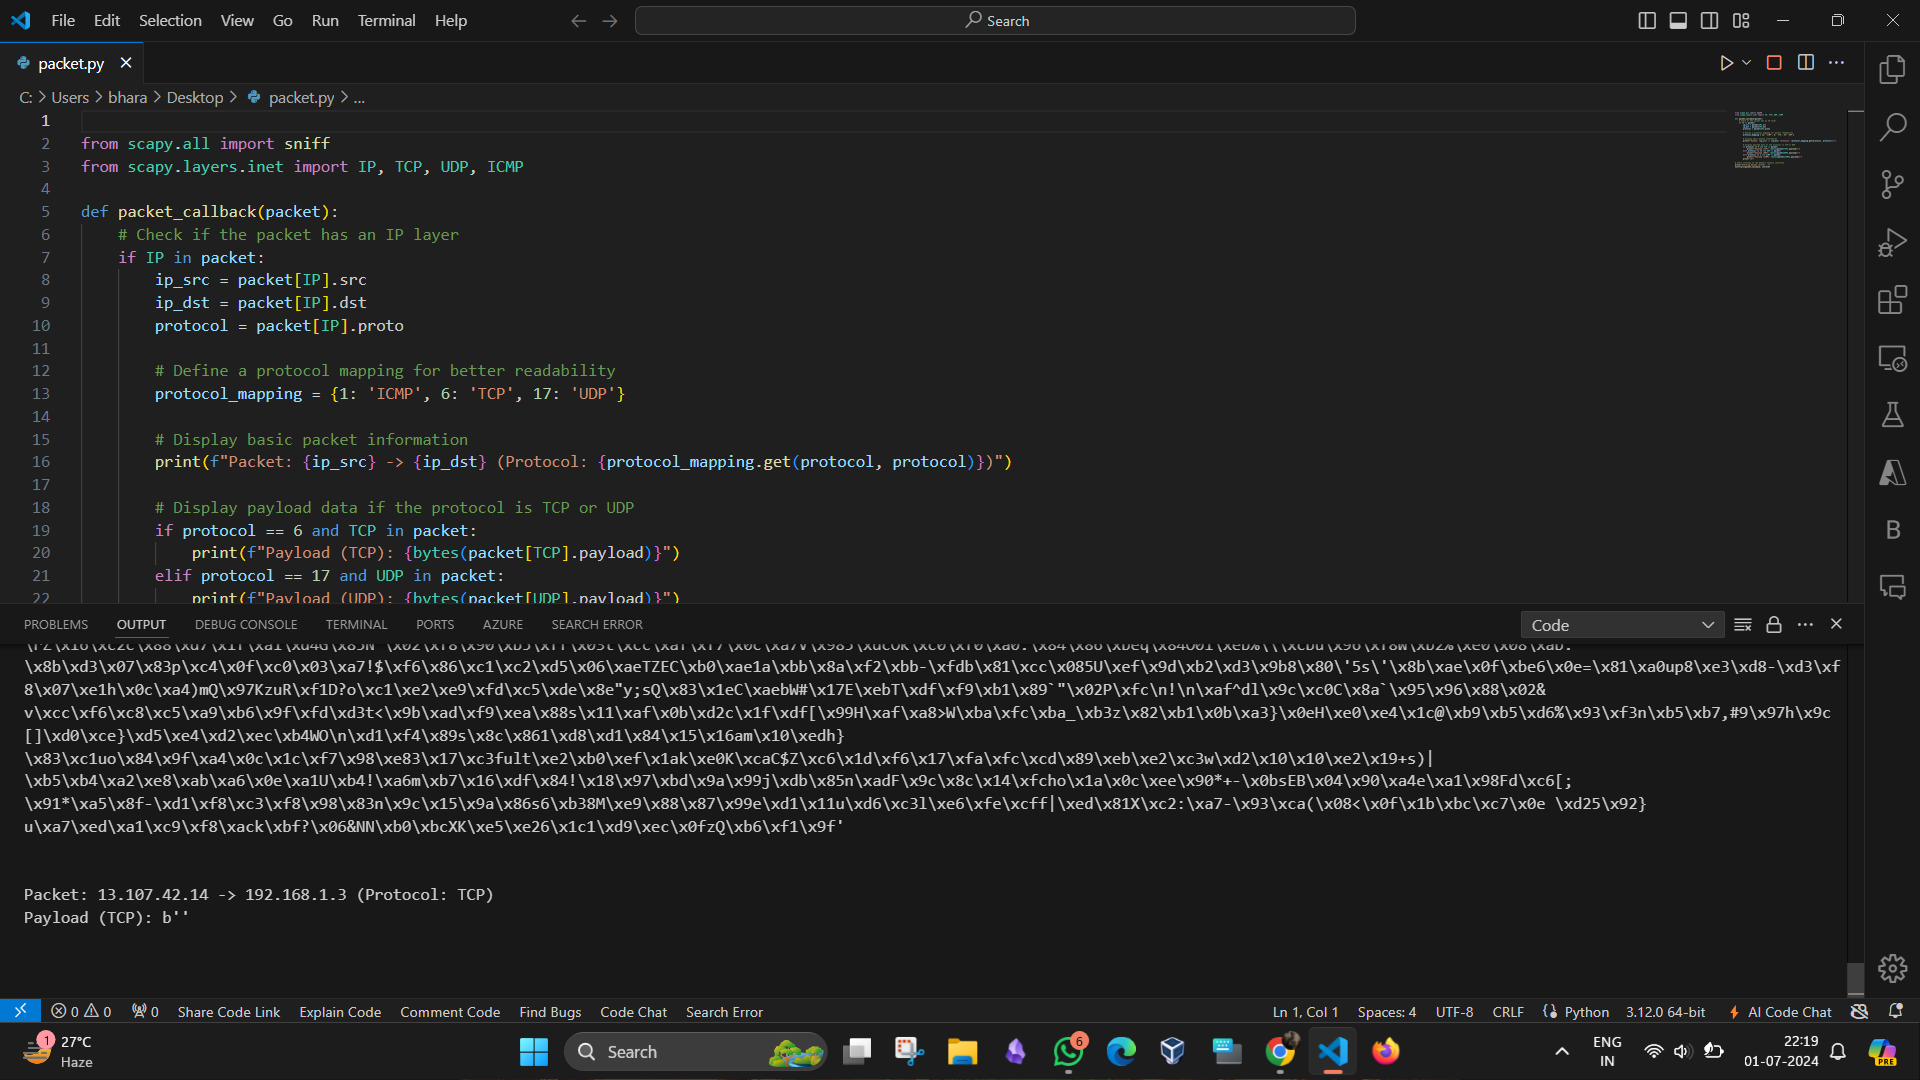 File Edit Selection View Go Run Terminal Help
Search
packet.py
C: > Users > bhara > Desktop > packet.py > ...
1
2 from scapy.all import sniff
3 from scapy.layers.inet import IP, TCP, UDP, ICMP
4
5 def packet_callback(packet):
6 # Check if the packet has an IP layer
7 if IP in packet:
8 ip_src = packet[IP].src
9 ip_dst = packet[IP].dst
10 protocol = packet[IP].proto
11
12 # Define a protocol mapping for better readability
13 protocol_mapping = {1: 'ICMP', 6: 'TCP', 17: 'UDP'}
14
15 # Display basic packet information
16 print(f"Packet: {ip_src} -> {ip_dst} (Protocol: {protocol_mapping.get(protocol, protocol)})")
17
18 # Display payload data if the protocol is TCP or UDP
19 if protocol == 6 and TCP in packet:
20 print(f"Payload (TCP): {bytes(packet[TCP].payload)}")
21 elif protocol == 17 and UDP in packet:
22 print(f"Payload (UDP): {bytes(packet[UDP].payload)}")
PROBLEMS OUTPUT DEBUG CONSOLE TERMINAL PORTS AZURE SEARCH ERROR
Code
\x8b\xd3\x07\x83p\xc4\x0f\xc0\x03\xa7!$\xf6\x86\xc1\xc2\xd5\x06\xaeTZEC\xb0\xae1a\xbb\x8a\xf2\xbb-\xfdb\x81\xcc\x085U\xef\x9d\xb2\xd3\x9b8\x80\'5s\'\x8b\xae\x0f\xbe6\x0e=\x81\xa0up8\xe3\xd8-\xd3\xf
8\x07\xe1h\x0c\xa4)mQ\x97KzuR\xf1D?o\xc1\xe2\xe9\xfd\xc5\xde\x8e"y;sQ\x83\x1eC\xaebW#\x17E\xebT\xdf\xf9\xb1\x89`"\x02P\xfc\n!\n\xaf^dl\x9c\xc0C\x8a`\x95\x96\x88\x02&
v\xcc\xf6\xc8\xc5\xa9\xb6\x9f\xfd\xd3t<\x9b\xad\xf9\xea\x88s\x11\xaf\x0b\xd2c\x1f\xdf[\x99H\xaf\xa8>W\xba\xfc\xba_\xb3z\x82\xb1\x0b\xa3}\x0eH\xe0\xe4\x1c@\xb9\xb5\xd6%\x93\xf3n\xb5\xb7,#9\x97h\x9c
[]\xd0\xce}\xd5\xe4\xd2\xec\xb4WO\n\xd1\xf4\x89s\x8c\x861\xd8\xd1\x84\x15\x16am\x10\xedh}
\x83\xc1uo\x84\x9f\xa4\x0c\x1c\xf7\x98\xe83\x17\xc3fult\xe2\xb0\xef\x1ak\xe0K\xcaC$Z\xc6\x1d\xf6\x17\xfa\xfc\xcd\x89\xeb\xe2\xc3w\xd2\x10\x10\xe2\x19+s)|
\xb5\xb4\xa2\xe8\xab\xa6\x0e\xa1U\xb4!\xa6m\xb7\x16\xdf\x84!\x18\x97\xbd\x9a\x99j\xdb\x85n\xadF\x9c\x8c\x14\xfcho\x1a\x0c\xee\x90*+-\x0bsEB\x04\x90\xa4e\xa1\x98Fd\xc6[;
\x91*\xa5\x8f-\xd1\xf8\xc3\xf8\x98\x83n\x9c\x15\x9a\x86s6\xb38M\xe9\x88\x87\x99e\xd1\x11u\xd6\xc3l\xe6\xfe\xcff|\xed\x81X\xc2:\xa7-\x93\xca(\x08<\x0f\x1b\xbc\xc7\x0e \xd25\x92}
u\xa7\xed\xa1\xc9\xf8\xack\xbf?\x06&NN\xb0\xbcXK\xe5\xe26\x1c1\xd9\xec\x0fzQ\xb6\xf1\x9f'
Packet: 13.107.42.14 -> 192.168.1.3 (Protocol: TCP)
Payload (TCP): b''
0 0 0 Share Code Link Explain Code Comment Code Find Bugs Code Chat Search Error
Ln 1, Col 1 Spaces: 4 UTF-8 CRLF Python 3.12.0 64-bit AI Code Chat
1 27°C
Haze
Search
6
ENG
IN
22:19
01-07-2024
PRE